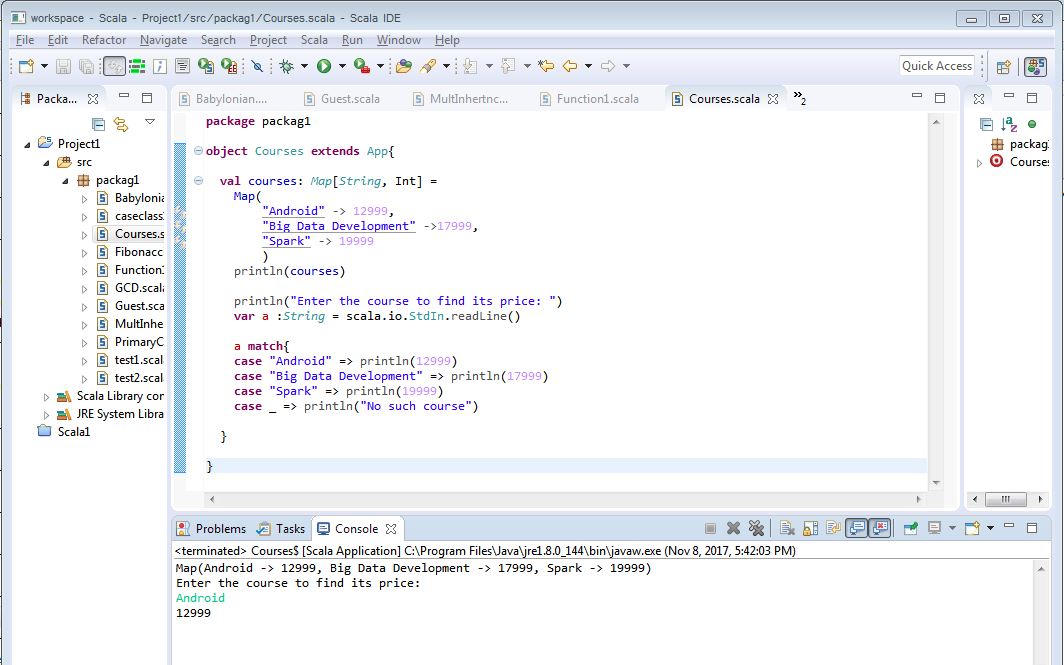 workspace - Scala - Project1/src/packag1/Courses.scala - Scala IDE
File Edit Refactor Navigate Search Project Scala Run Window Help
Quick Access
Packa...
Babylonian....
Guest.scala
MultInhertnc...
Function1.scala
Courses.scala
2
Project1
src
packag1
Babylonia
caseclass
Courses.s
Fibonacc
Function1
GCD.scala
Guest.sca
MultInhe
PrimaryC
test1.scal
test2.scal
Scala Library con
JRE System Libra
Scala1
package packag1
object Courses extends App{
val courses: Map[String, Int] =
Map(
"Android" -> 12999,
"Big Data Development" ->17999,
"Spark" -> 19999
)
println(courses)
println("Enter the course to find its price: ")
var a :String = scala.io.StdIn.readLine()
a match{
case "Android" => println(12999)
case "Big Data Development" => println(17999)
case "Spark" => println(19999)
case _ => println("No such course")
}
}
packag
Courses
Problems Tasks Console
<terminated> Courses$ [Scala Application] C:\Program Files\Java\jre1.8.0_144\bin\javaw.exe (Nov 8, 2017, 5:42:03 PM)
Map(Android -> 12999, Big Data Development -> 17999, Spark -> 19999)
Enter the course to find its price:
Android
12999